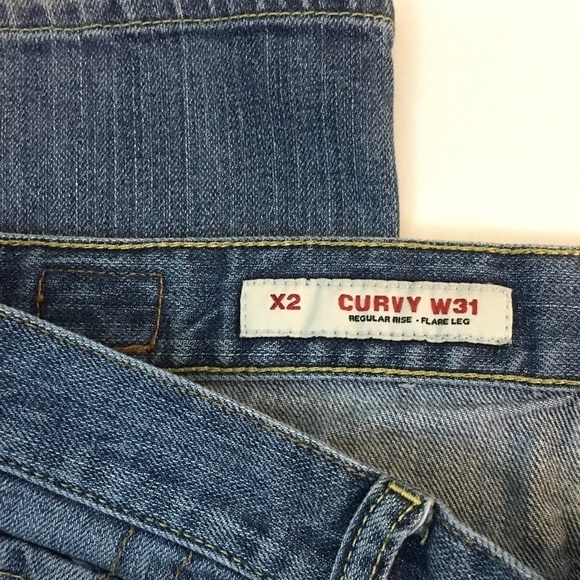 X2 CURVY W31
REGULAR RISE - FLARE LEG